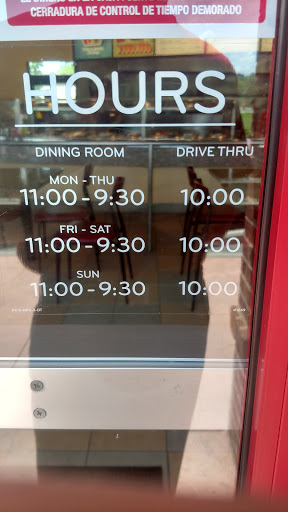 CERRADURA DE CONTROL DE TIEMPO DEMORADO
HOURS
DINING ROOM DRIVE THRU
MON - THU
11:00 - 9:30 10:00
FRI - SAT
11:00 - 9:30 10:00
SUN
11:00 - 9:30 10:00